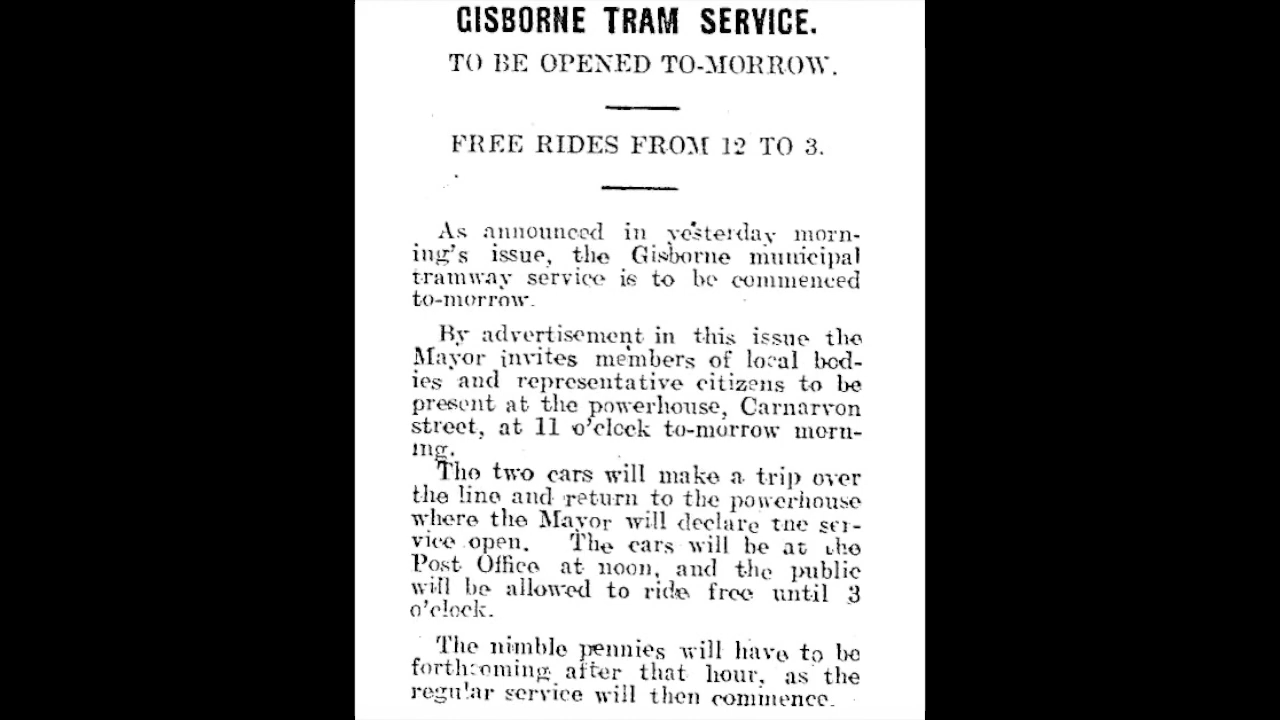 GISBORNE TRAM SERVICE.
TO BE OPENED TO-MORROW.
FREE RIDES FROM 12 TO 3.
As announced in yesterday morn-
ing's issue, the Gisborne municipal
tramway service is to be commenced
to-morrow.
By advertisement in this issue the
Mayor invites members of local bod-
ies and representative citizens to be
present at the powerhouse, Carnarvon
street, at 11 o'clock to-morrow morn-
ing.
The two cars will make a trip over
the line and return to the powerhouse
where the Mayor will declare the ser-
vice open. The cars will be at the
Post Office at noon, and the public
will be allowed to ride free until 3
o'clock.
The nimble pennies will have to be
forthcoming after that hour, as the
regular service will then commence.